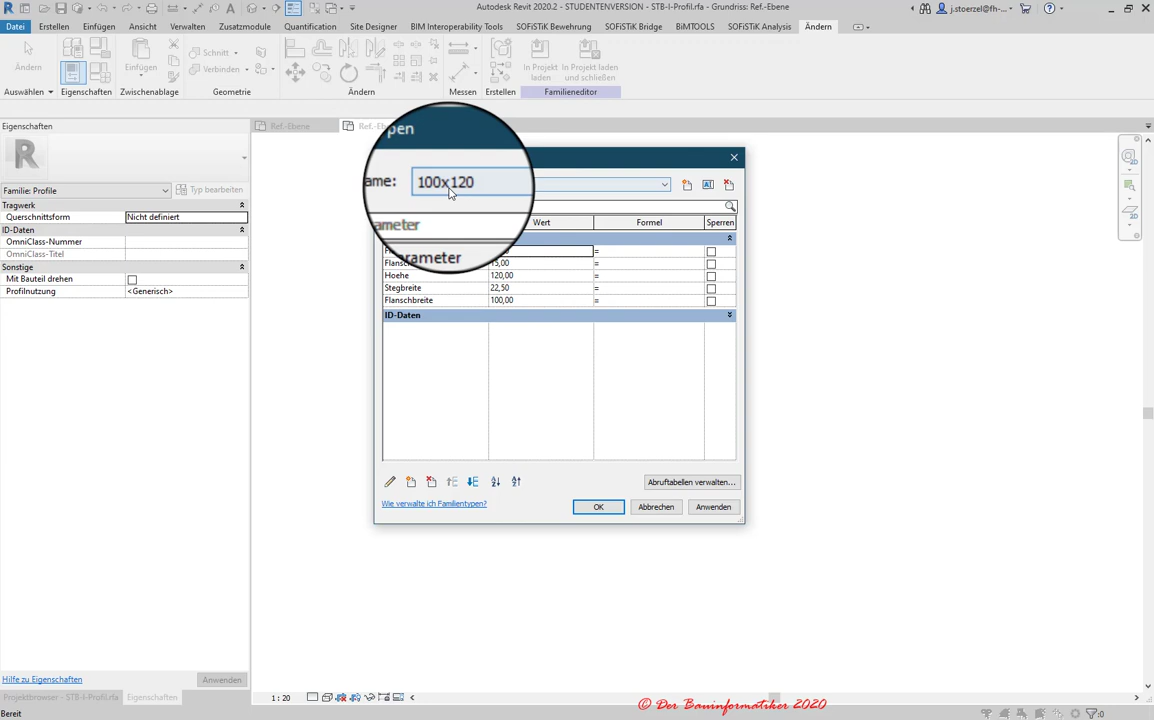 Autodesk Revit 2020.2 - STUDENTENVERSION - STB-I-Profil.rfa - Grundriss: Ref.-Ebene
j.stoerzel@fh-...
Datei Erstellen Einfügen Ansicht Verwalten Zusatzmodule Quantification Site Designer BIM Interoperability Tools SOFiSTiK Bewehrung SOFiSTiK Bridge BiMTOOLS SOFiSTiK Analysis Ändern
Ändern
Einfügen
Schnitt
Verbinden
In Projekt laden
In Projekt laden und schließen
Auswählen Eigenschaften Zwischenablage Geometrie Ändern Messen Erstellen Familieneditor
Eigenschaften
Ref.-Ebene
Familie: Profile
Typ bearbeiten
Tragwerk
Querschnittsform Nicht definiert
ID-Daten
OmniClass-Nummer
OmniClass-Titel
Sonstige
Mit Bauteil drehen
Profilnutzung <Generisch>
pen
ame: 100x120
ameter Wert Formel Sperren
arameter
15,00
=
Hoehe 120,00
Stegbreite 22,50 =
Flanschbreite 100,00 =
ID-Daten
Abruftabellen verwalten...
Wie verwalte ich Familientypen?
OK Abbrechen Anwenden
Hilfe zu Eigenschaften Anwenden
Projektbrowser - STB-I-Profil.rfa Eigenschaften
1 : 20
© Der Bauinformatiker 2020
Bereit
:0